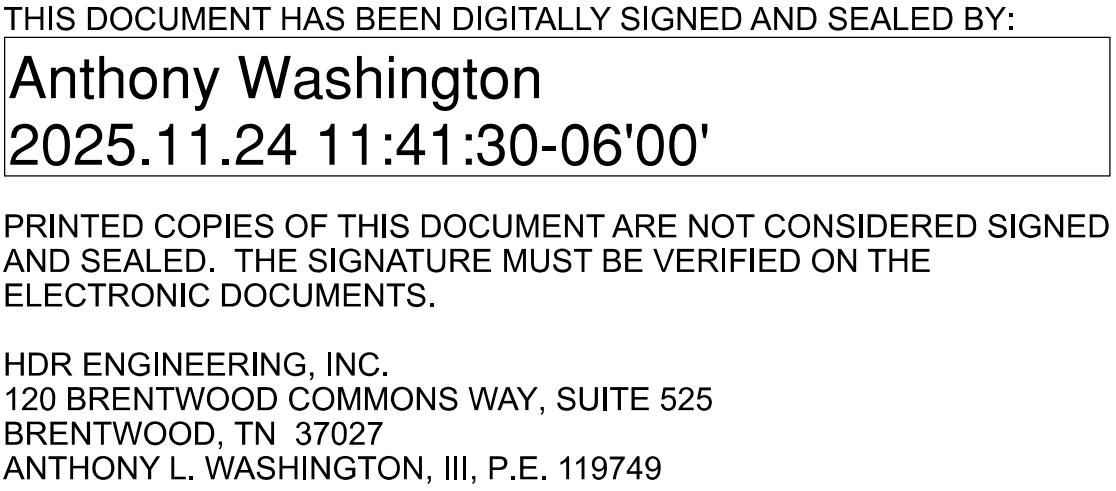 THIS DOCUMENT HAS BEEN DIGITALLY SIGNED AND SEALED BY:
Anthony Washington
2025.11.24 11:41:30-06'00'
PRINTED COPIES OF THIS DOCUMENT ARE NOT CONSIDERED SIGNED
AND SEALED.  THE SIGNATURE MUST BE VERIFIED ON THE
ELECTRONIC DOCUMENTS.
HDR ENGINEERING, INC.
120 BRENTWOOD COMMONS WAY, SUITE 525
BRENTWOOD, TN  37027
ANTHONY L. WASHINGTON, III, P.E. 119749